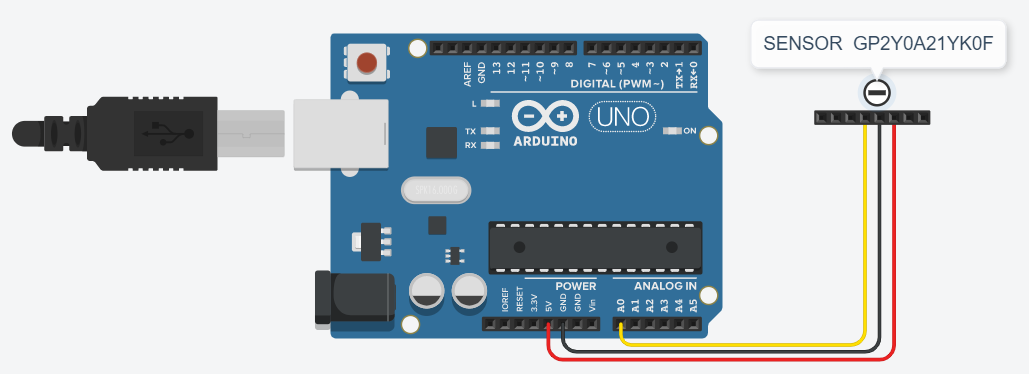 SENSOR GP2Y0A21YK0F
AREF
GND
13
12
~11
~10
~9
8
7
~6
~5
4
~3
2
TX→1
RX←0
DIGITAL (PWM~)
L
TX
RX
ARDUINO
UNO
ON
POWER
ANALOG IN
IOREF
RESET
3.3V
5V
GND
GND
Vin
A0
A1
A2
A3
A4
A5